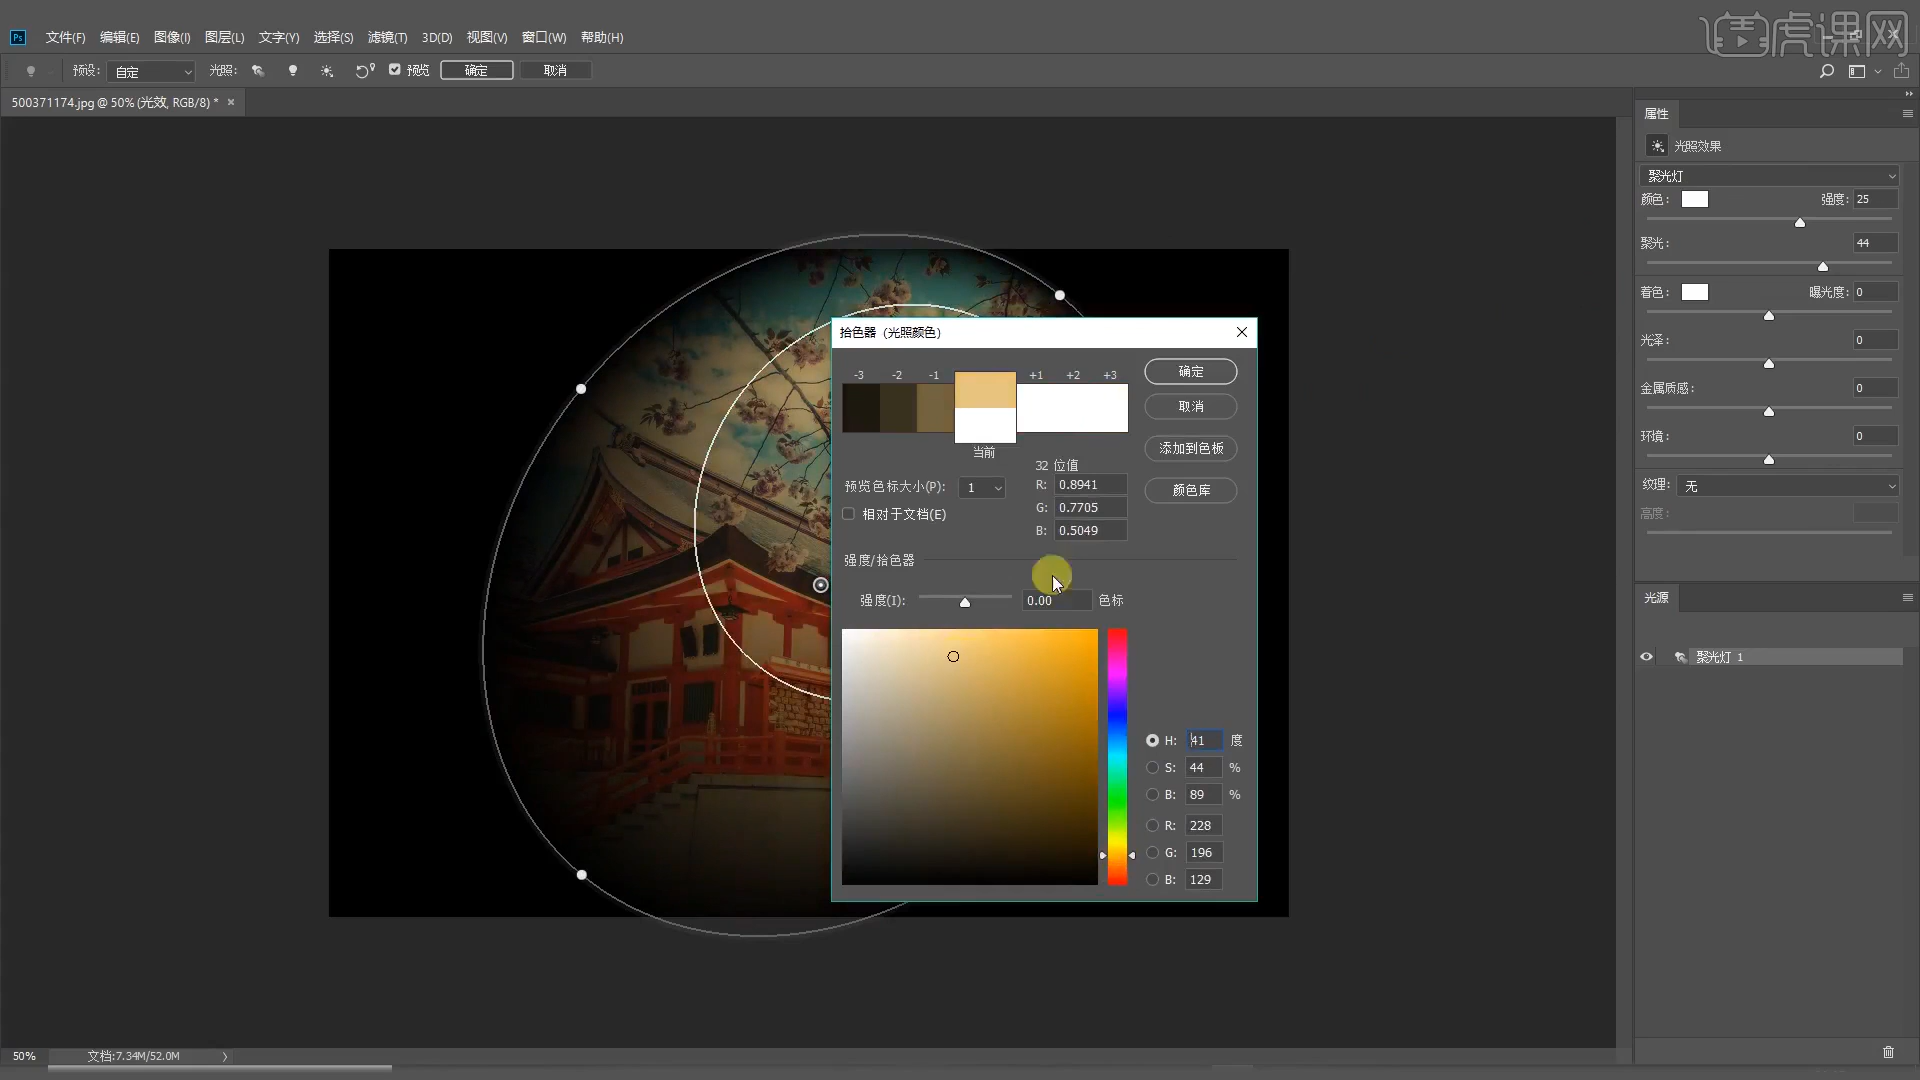 虎课网
Ps 文件(F) 编辑(E) 图像(I) 图层(L) 文字(Y) 选择(S) 滤镜(T) 3D(D) 视图(V) 窗口(W) 帮助(H)
预设: 自定 光照: 预览 确定 取消
500371174.jpg @ 50% (光效, RGB/8) * ×
属性
光照效果
聚光灯
颜色: 强度: 25
聚光: 44
着色: 曝光度: 0
光泽: 0
金属质感: 0
环境: 0
纹理: 无
高度:
光源
聚光灯 1
拾色器 (光照颜色)
-3 -2 -1 +1 +2 +3
当前
确定
取消
添加到色板
颜色库
32 位值
R: 0.8941
G: 0.7705
B: 0.5049
预览色标大小(P): 1
相对于文档(E)
强度/拾色器
强度(I): 0.00 色标
H: 41 度
S: 44 %
B: 89 %
R: 228
G: 196
B: 129
50% 文档:7.34M/52.0M